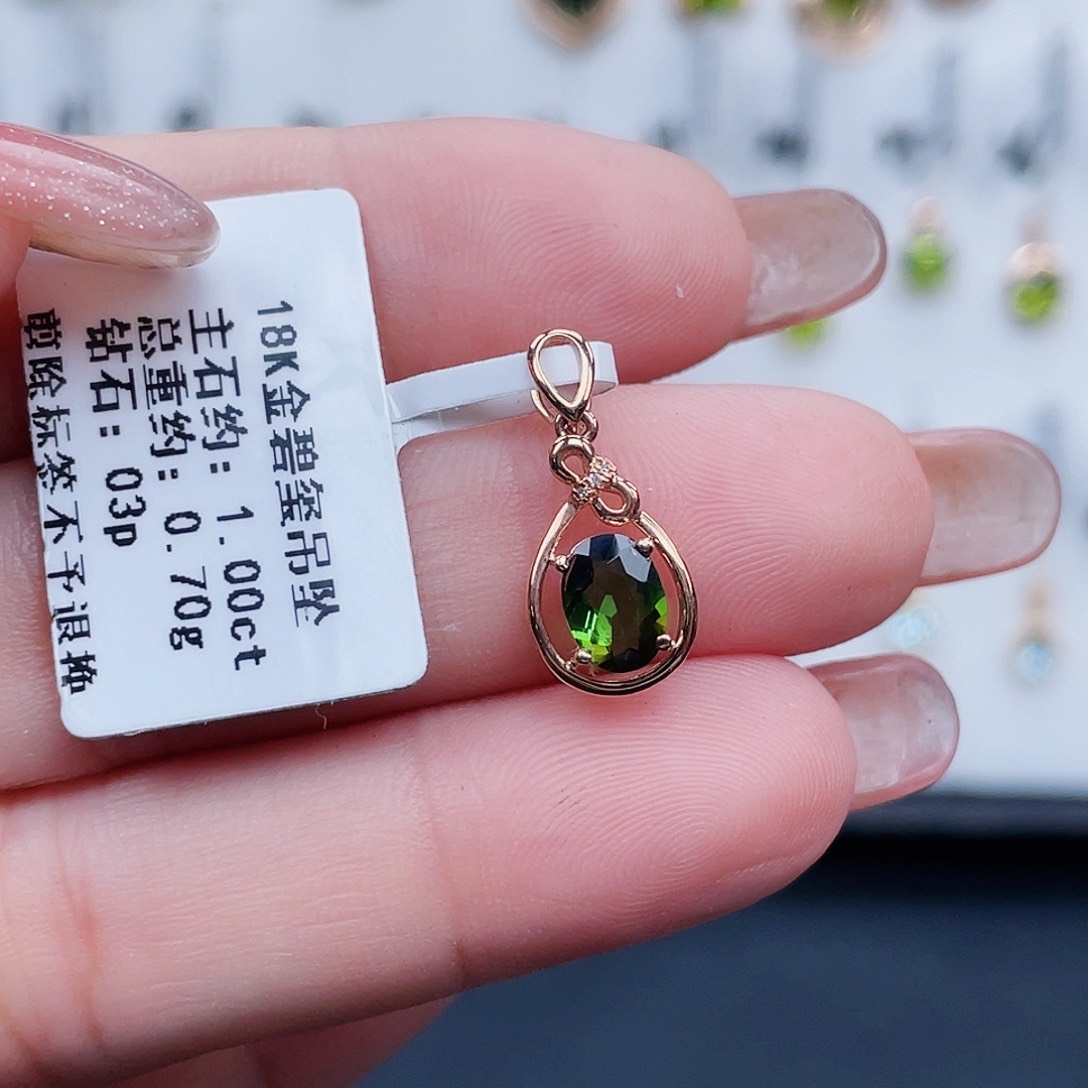 18K金碧玺吊坠
主石约: 1.00ct
总重约: 0.70g
钻石: 03p
剪除标签不予退换